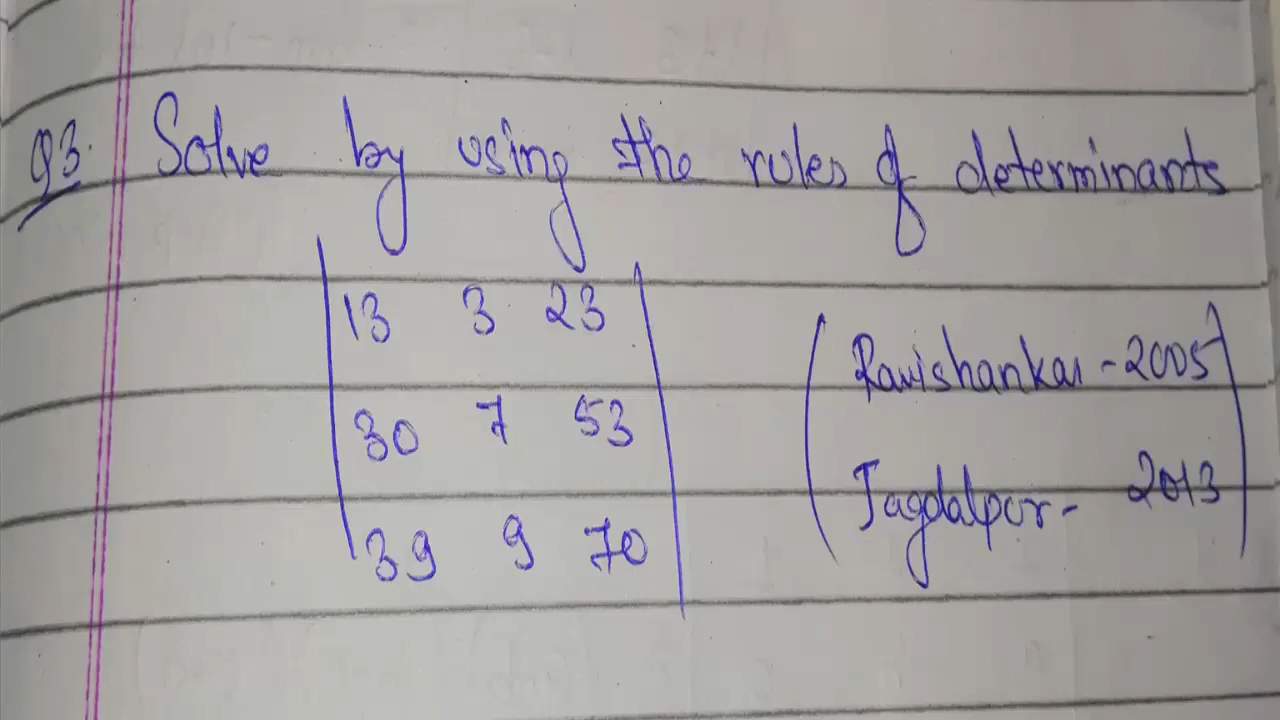 Q3. Solve by using the rules of determinants
13 3 23
30 7 53
39 9 70
(Ravishankar - 2005
Jagdalpur - 2013)